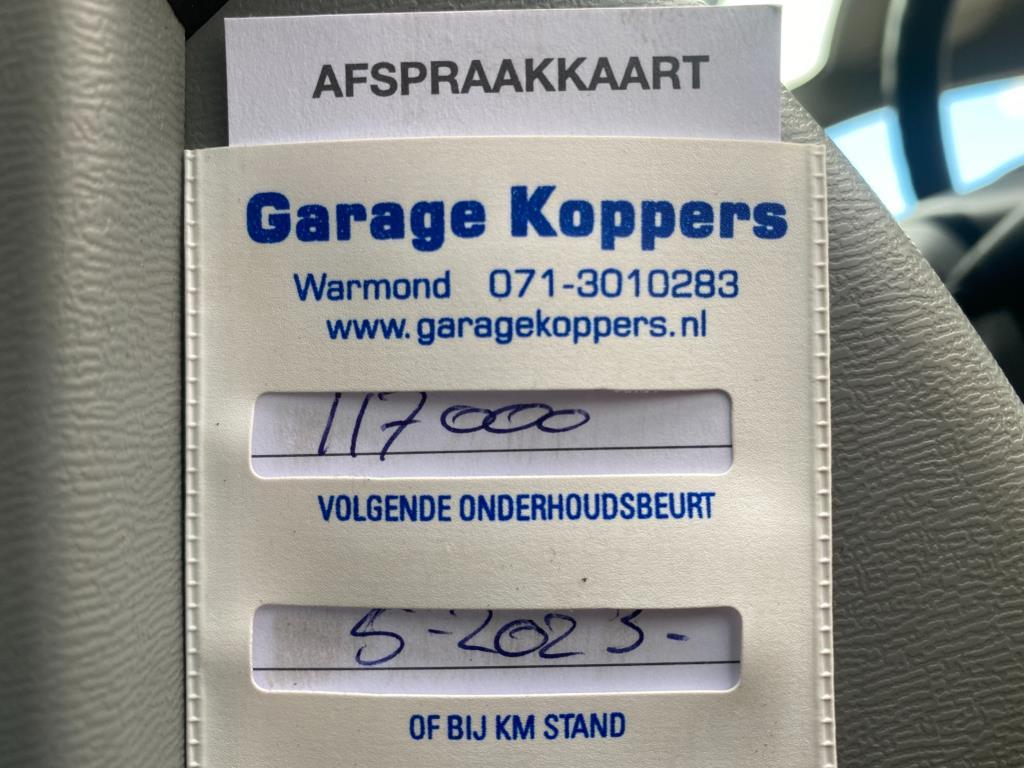 AFSPRAAKKAART
Garage Koppers
Warmond 071-3010283
www.garagekoppers.nl
117000
VOLGENDE ONDERHOUDSBEURT
5-2023-
OF BIJ KM STAND